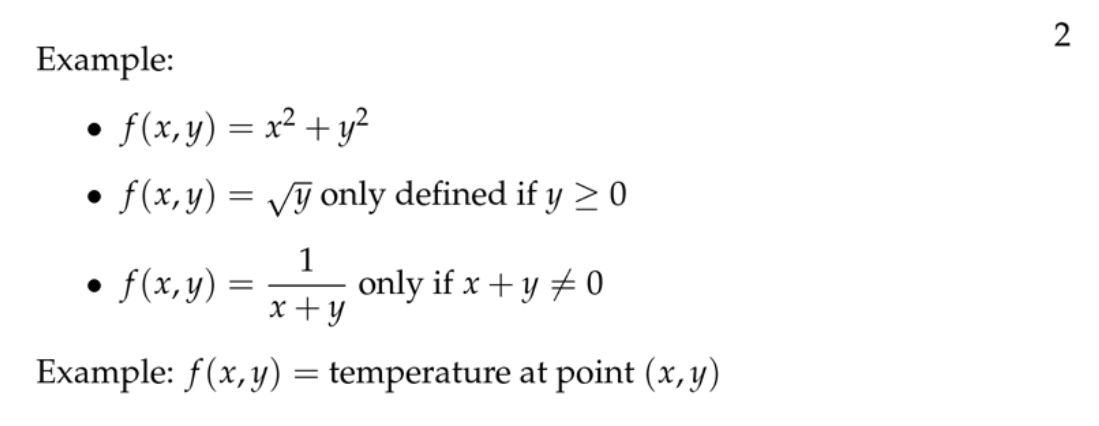 2
Example:
• f(x,y) = x² + y²
• f(x,y) = √y only defined if y ≥ 0
• f(x,y) = 1/(x + y) only if x + y ≠ 0
Example: f(x,y) = temperature at point (x,y)